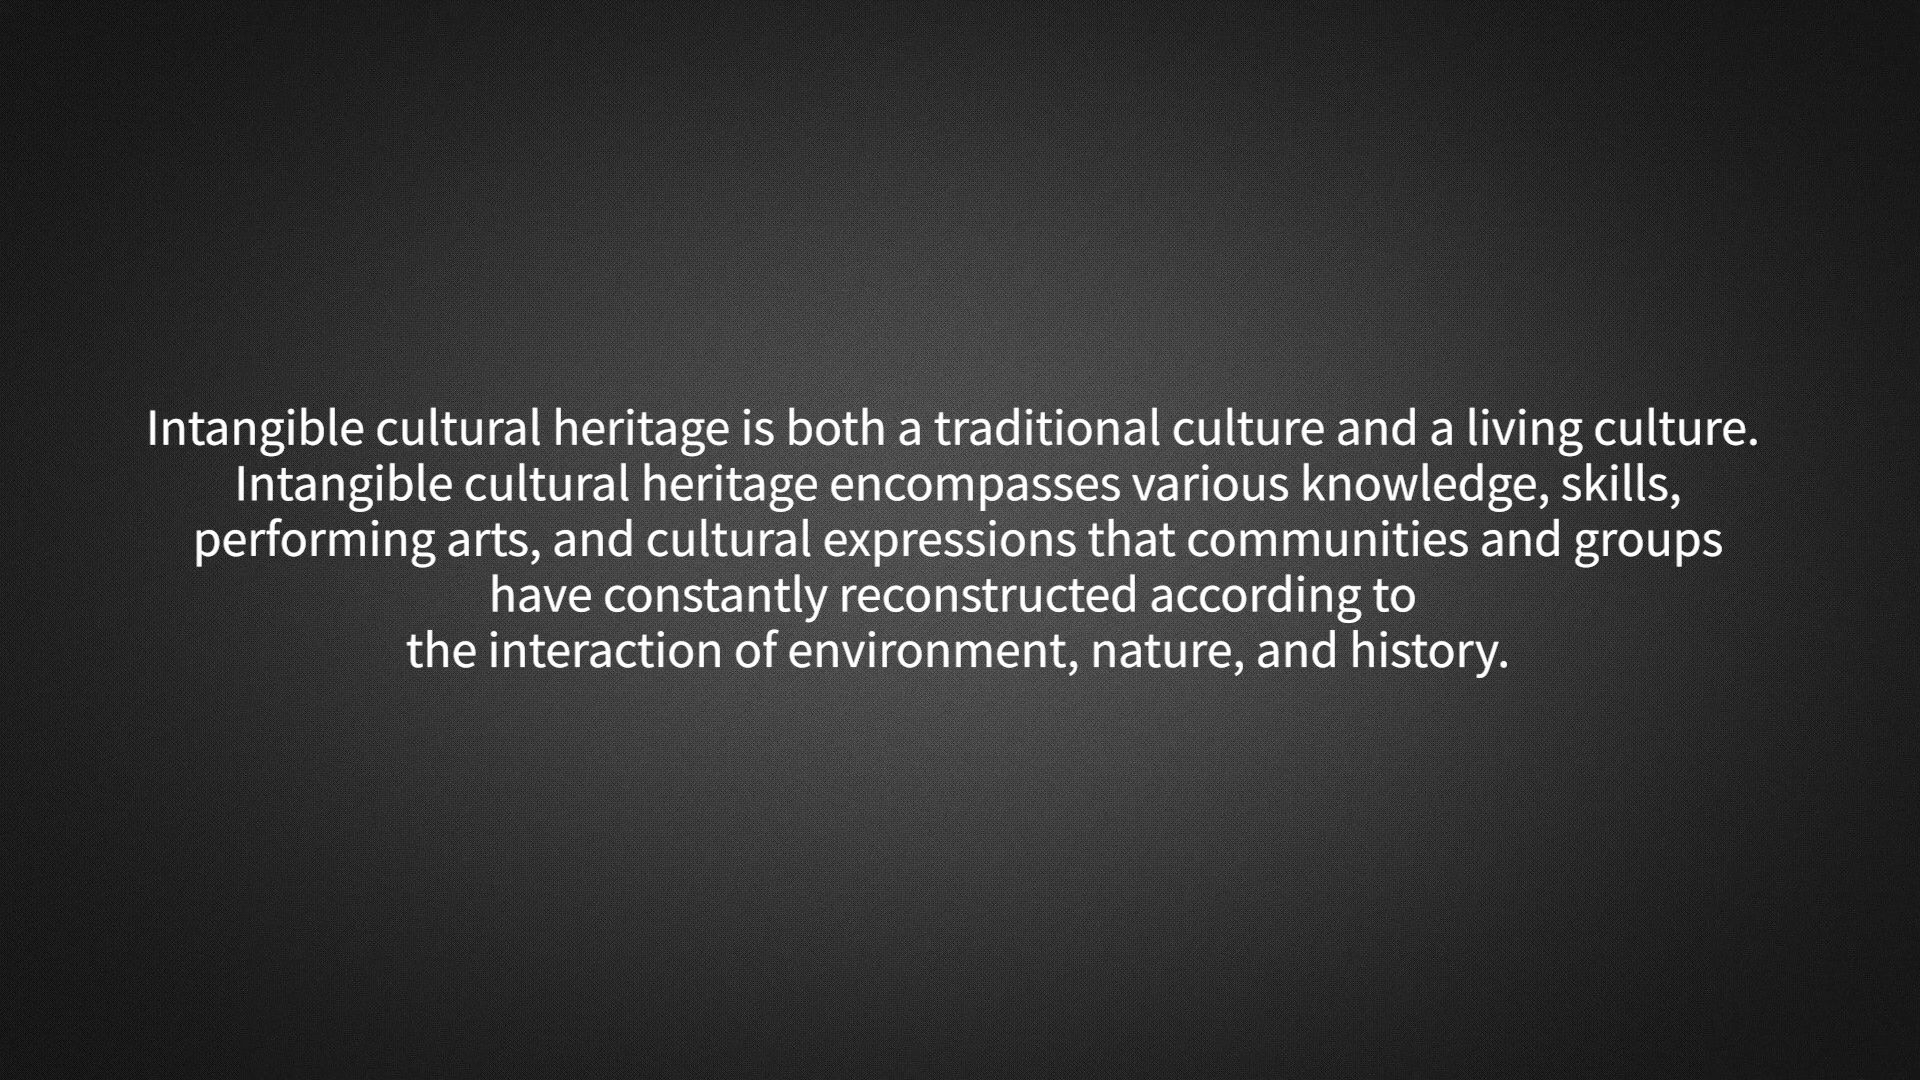 Intangible cultural heritage is both a traditional culture and a living culture.
Intangible cultural heritage encompasses various knowledge, skills,
performing arts, and cultural expressions that communities and groups
have constantly reconstructed according to
the interaction of environment, nature, and history.